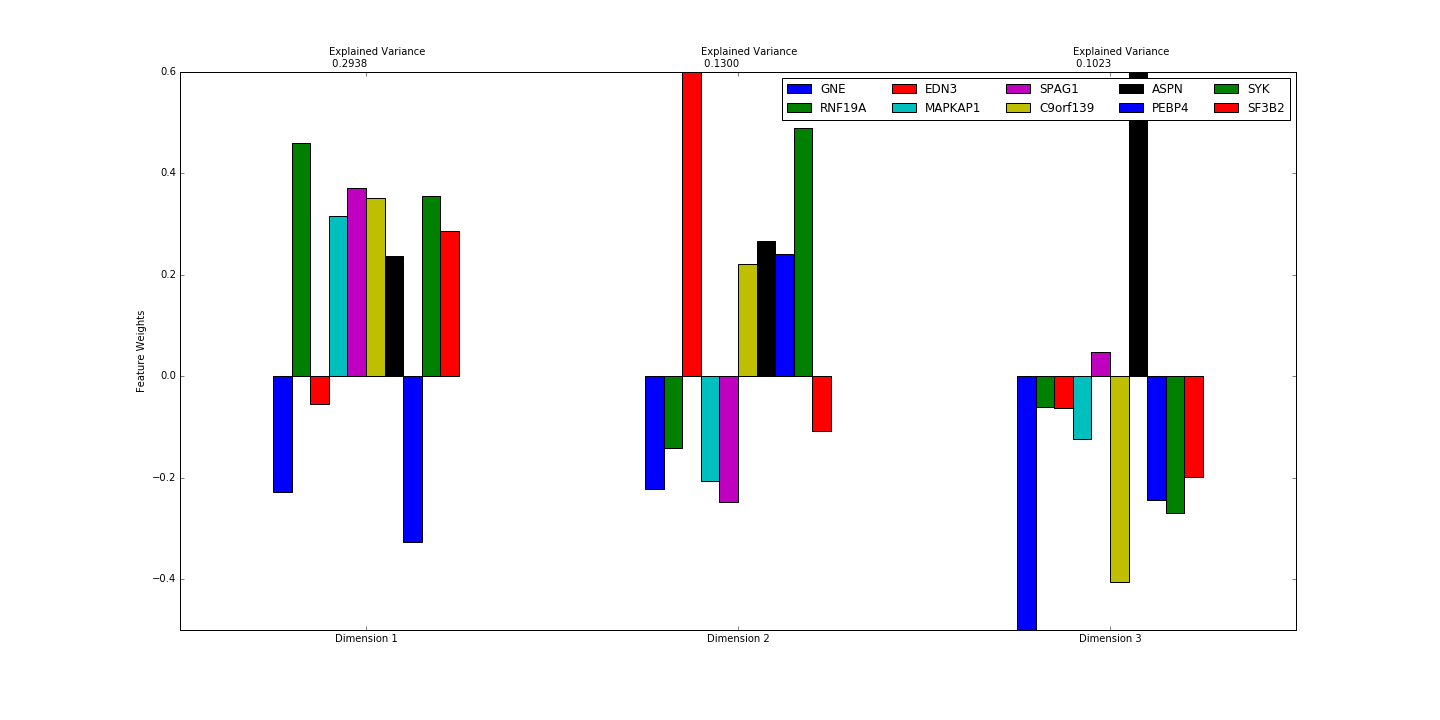 Explained Variance
0.2938
Explained Variance
0.1300
Explained Variance
0.1023
GNE EDN3 SPAG1 ASPN SYK
RNF19A MAPKAP1 C9orf139 PEBP4 SF3B2
0.6
0.4
0.2
0.0
−0.2
−0.4
Feature Weights
Dimension 1 Dimension 2 Dimension 3